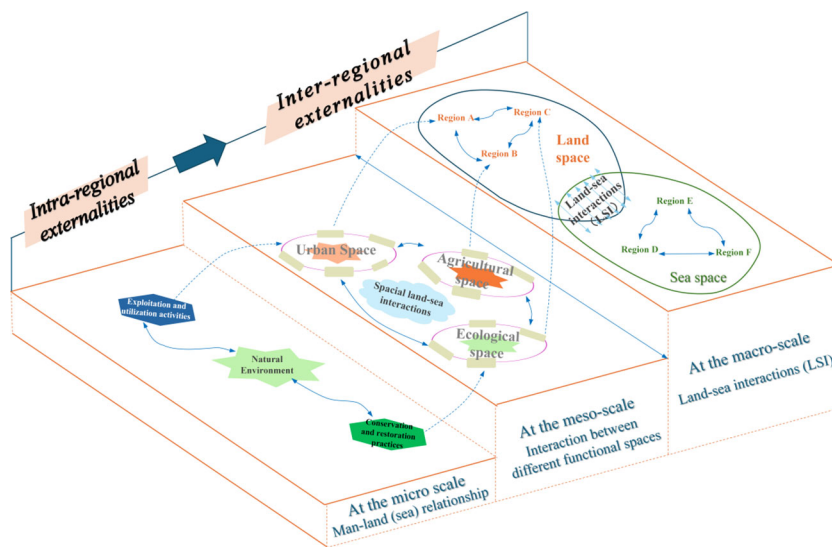 Intra-regional
externalities
Inter-regional
externalities
Region A
Region C
Region B
Land
space
Land-sea
interactions
(LSI)
Region E
Region D
Region F
Sea space
Urban Space
Agricultural
space
Spacial land-sea
interactions
Ecological
space
Exploitation and
utilization activities
Natural
Environment
Conservation
and restoration
practices
At the micro scale
Man-land (sea) relationship
At the meso-scale
Interaction between
different functional spaces
At the macro-scale
Land-sea interactions (LSI)